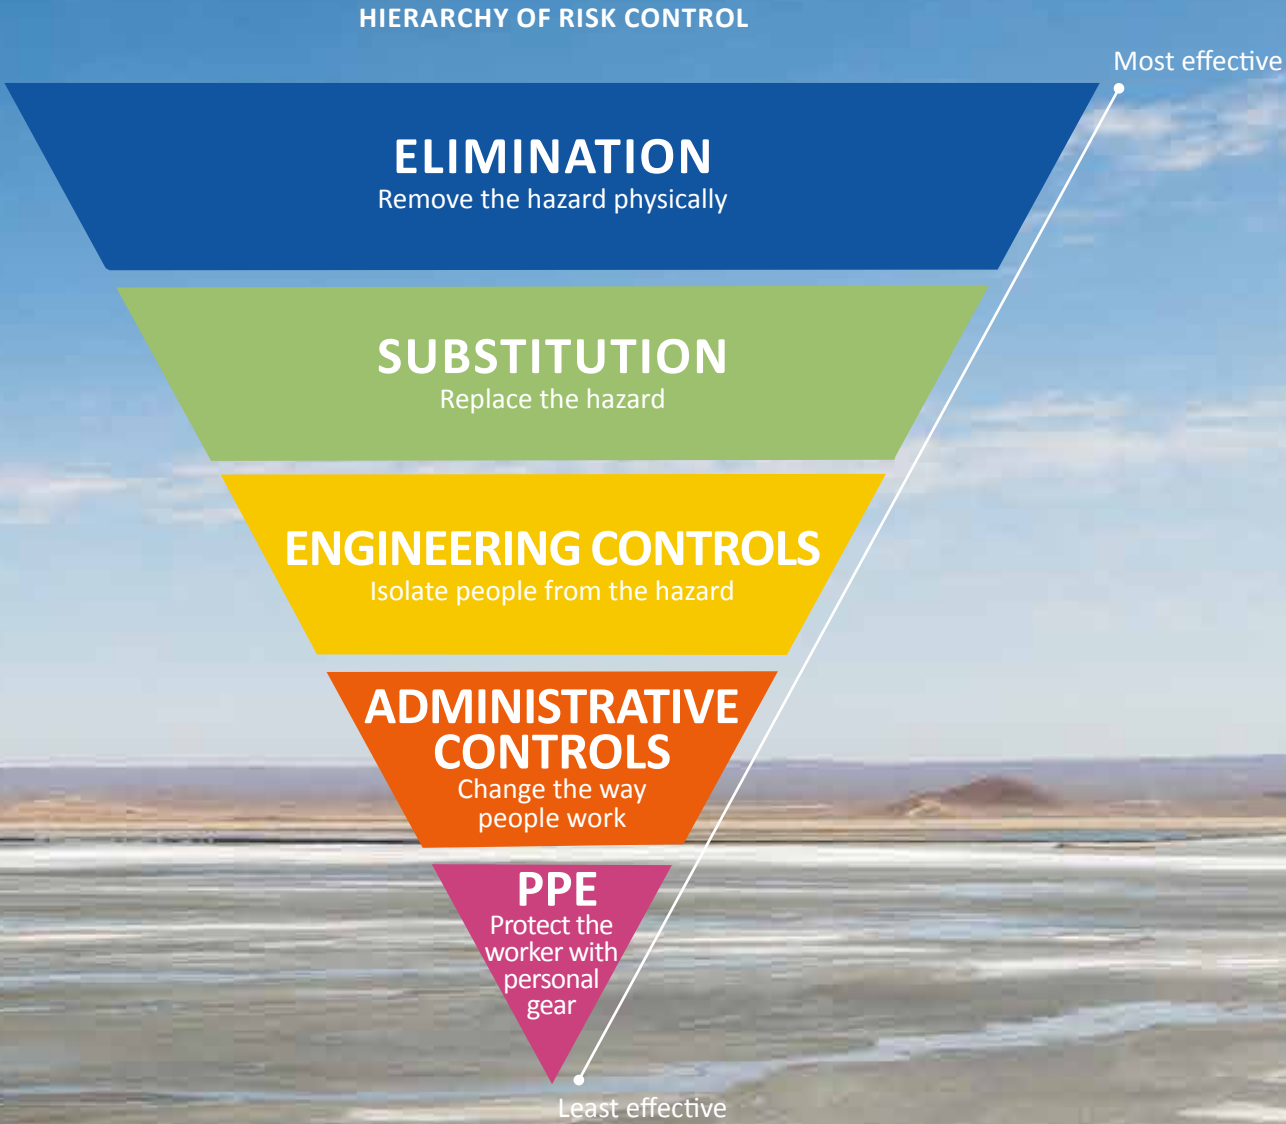 HIERARCHY OF RISK CONTROL
Most effective
ELIMINATION
Remove the hazard physically
SUBSTITUTION
Replace the hazard
ENGINEERING CONTROLS
Isolate people from the hazard
ADMINISTRATIVE
CONTROLS
Change the way
people work
PPE
Protect the
worker with
personal
gear
Least effective